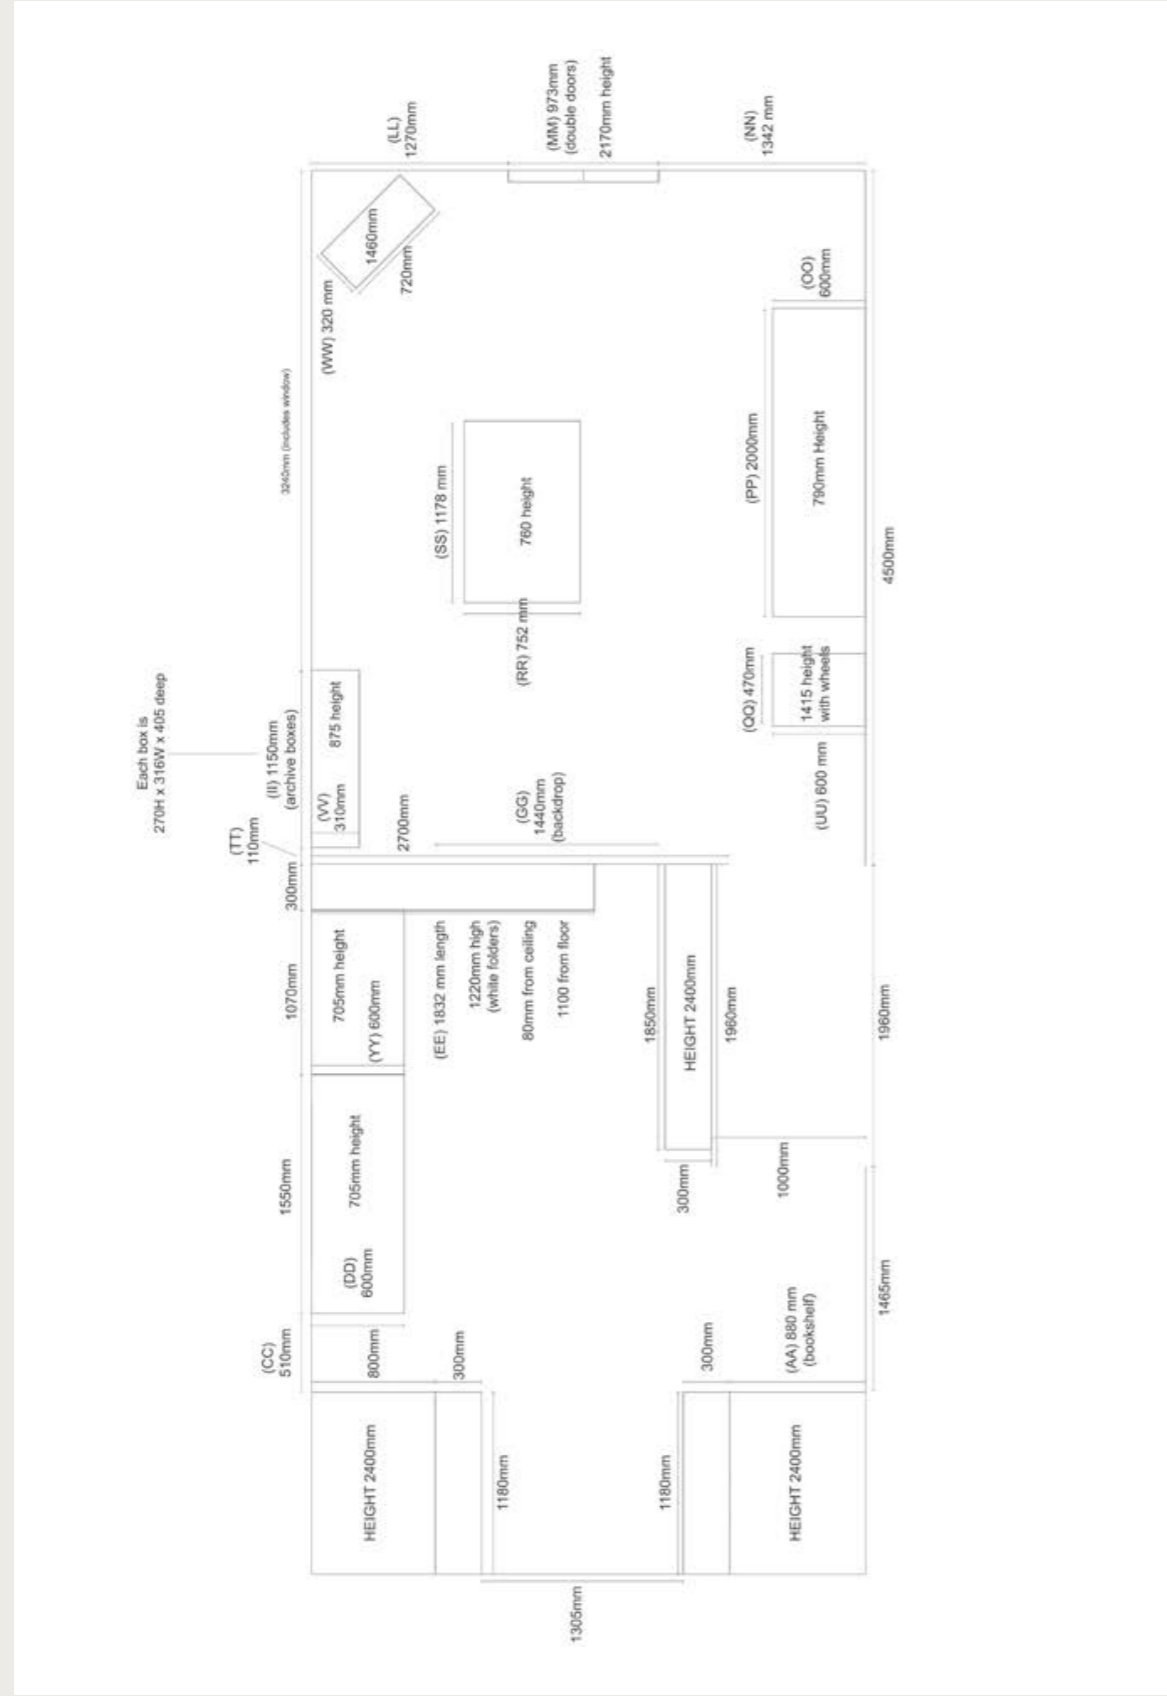 Each box is
270H x 316W x 405 deep
(CC)
510mm
1550mm
1070mm
300mm
(TT)
110mm
(II) 1150mm
(archive boxes)
3240mm (includes window)
HEIGHT 2400mm
800mm
300mm
(DD)
600mm
705mm height
705mm height
(YY) 600mm
(VV)
310mm
875 height
2700mm
(WW) 320 mm
1460mm
720mm
(LL)
1270mm
(EE) 1832 mm length
1220mm high
(white folders)
80mm from ceiling
1100 from floor
(GG)
1440mm
(backdrop)
(SS) 1178 mm
760 height
(RR) 752 mm
(MM) 973mm
(double doors)
2170mm height
1180mm
1305mm
1180mm
1850mm
HEIGHT 2400mm
1960mm
300mm
1000mm
300mm
(AA) 880 mm
(bookshelf)
HEIGHT 2400mm
(QQ) 470mm
1415 height
with wheels
(UU) 600 mm
(PP) 2000mm
790mm Height
(OO)
600mm
(NN)
1342 mm
1465mm
1960mm
4500mm